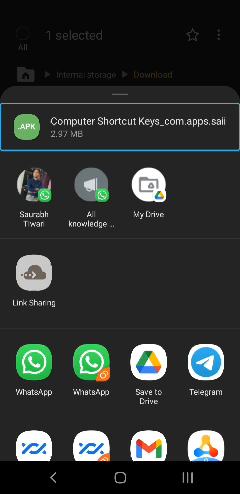 All
1 selected
Internal storage
Download
.APK
Computer Shortcut Keys_com.apps.saii
2.97 MB
Saurabh
Tiwari
All
knowledge ...
My Drive
Link Sharing
WhatsApp
WhatsApp
Save to
Drive
Telegram